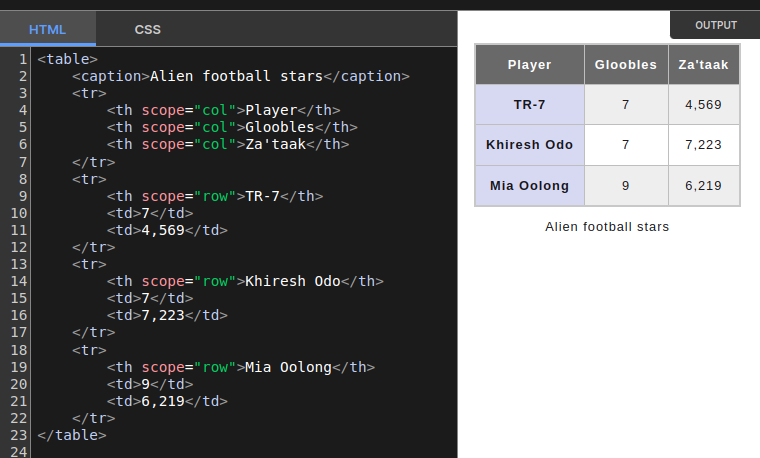 HTML CSS OUTPUT
1 <table>
2 <caption>Alien football stars</caption>
3 <tr>
4 <th scope="col">Player</th>
5 <th scope="col">Gloobles</th>
6 <th scope="col">Za'taak</th>
7 </tr>
8 <tr>
9 <th scope="row">TR-7</th>
10 <td>7</td>
11 <td>4,569</td>
12 </tr>
13 <tr>
14 <th scope="row">Khiresh Odo</th>
15 <td>7</td>
16 <td>7,223</td>
17 </tr>
18 <tr>
19 <th scope="row">Mia Oolong</th>
20 <td>9</td>
21 <td>6,219</td>
22 </tr>
23 </table>
24
Player Gloobles Za'taak
TR-7 7 4,569
Khiresh Odo 7 7,223
Mia Oolong 9 6,219
Alien football stars